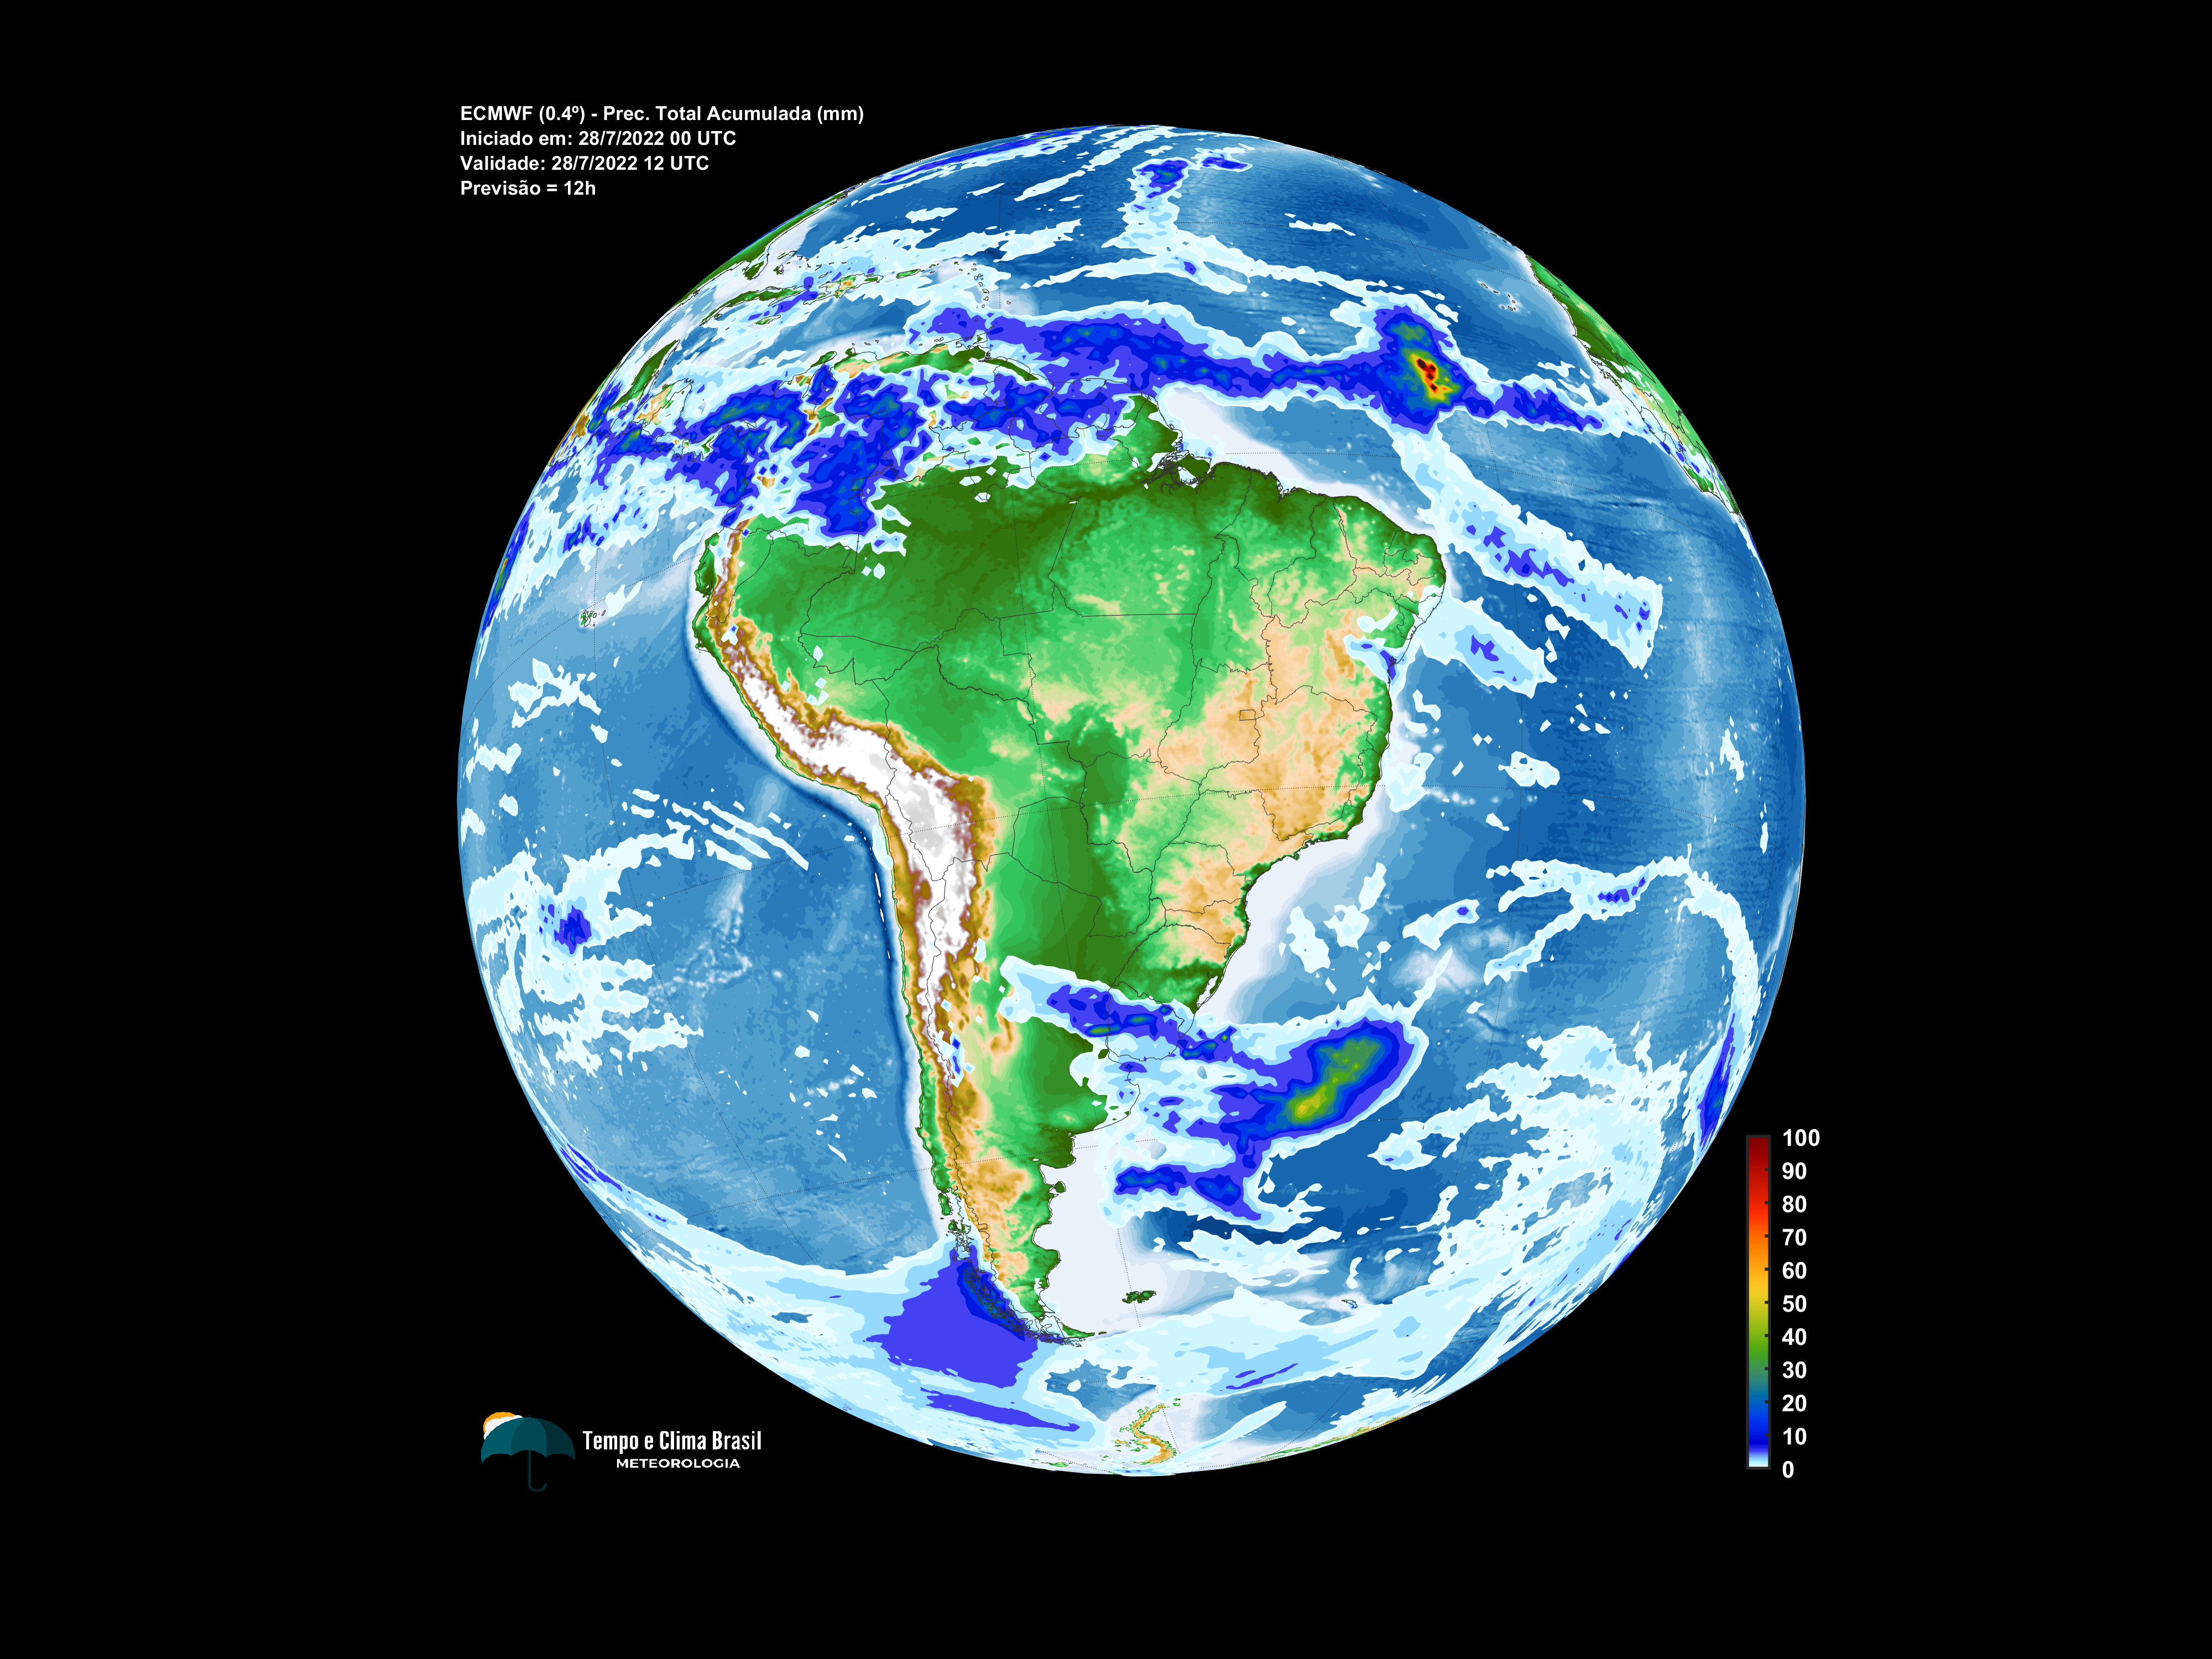 ECMWF (0.4º) - Prec. Total Acumulada (mm)
Iniciado em: 28/7/2022 00 UTC
Validade: 28/7/2022 12 UTC
Previsão = 12h
100
90
80
70
60
50
40
30
20
10
0
Tempo e Clima Brasil
METEOROLOGIA